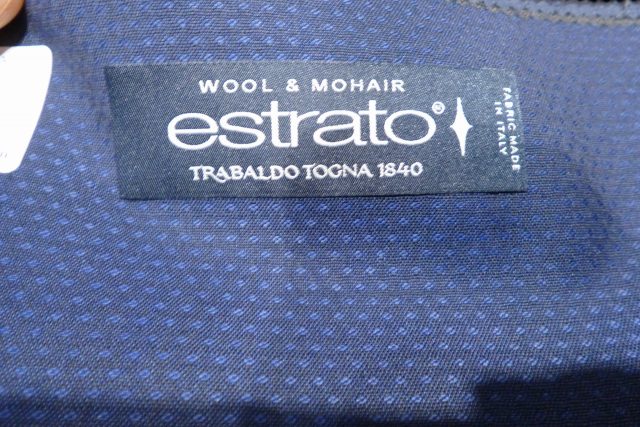 WOOL & MOHAIR
estrato®
TRABALDO TOGNA 1840
FABRIC MADE
IN ITALY